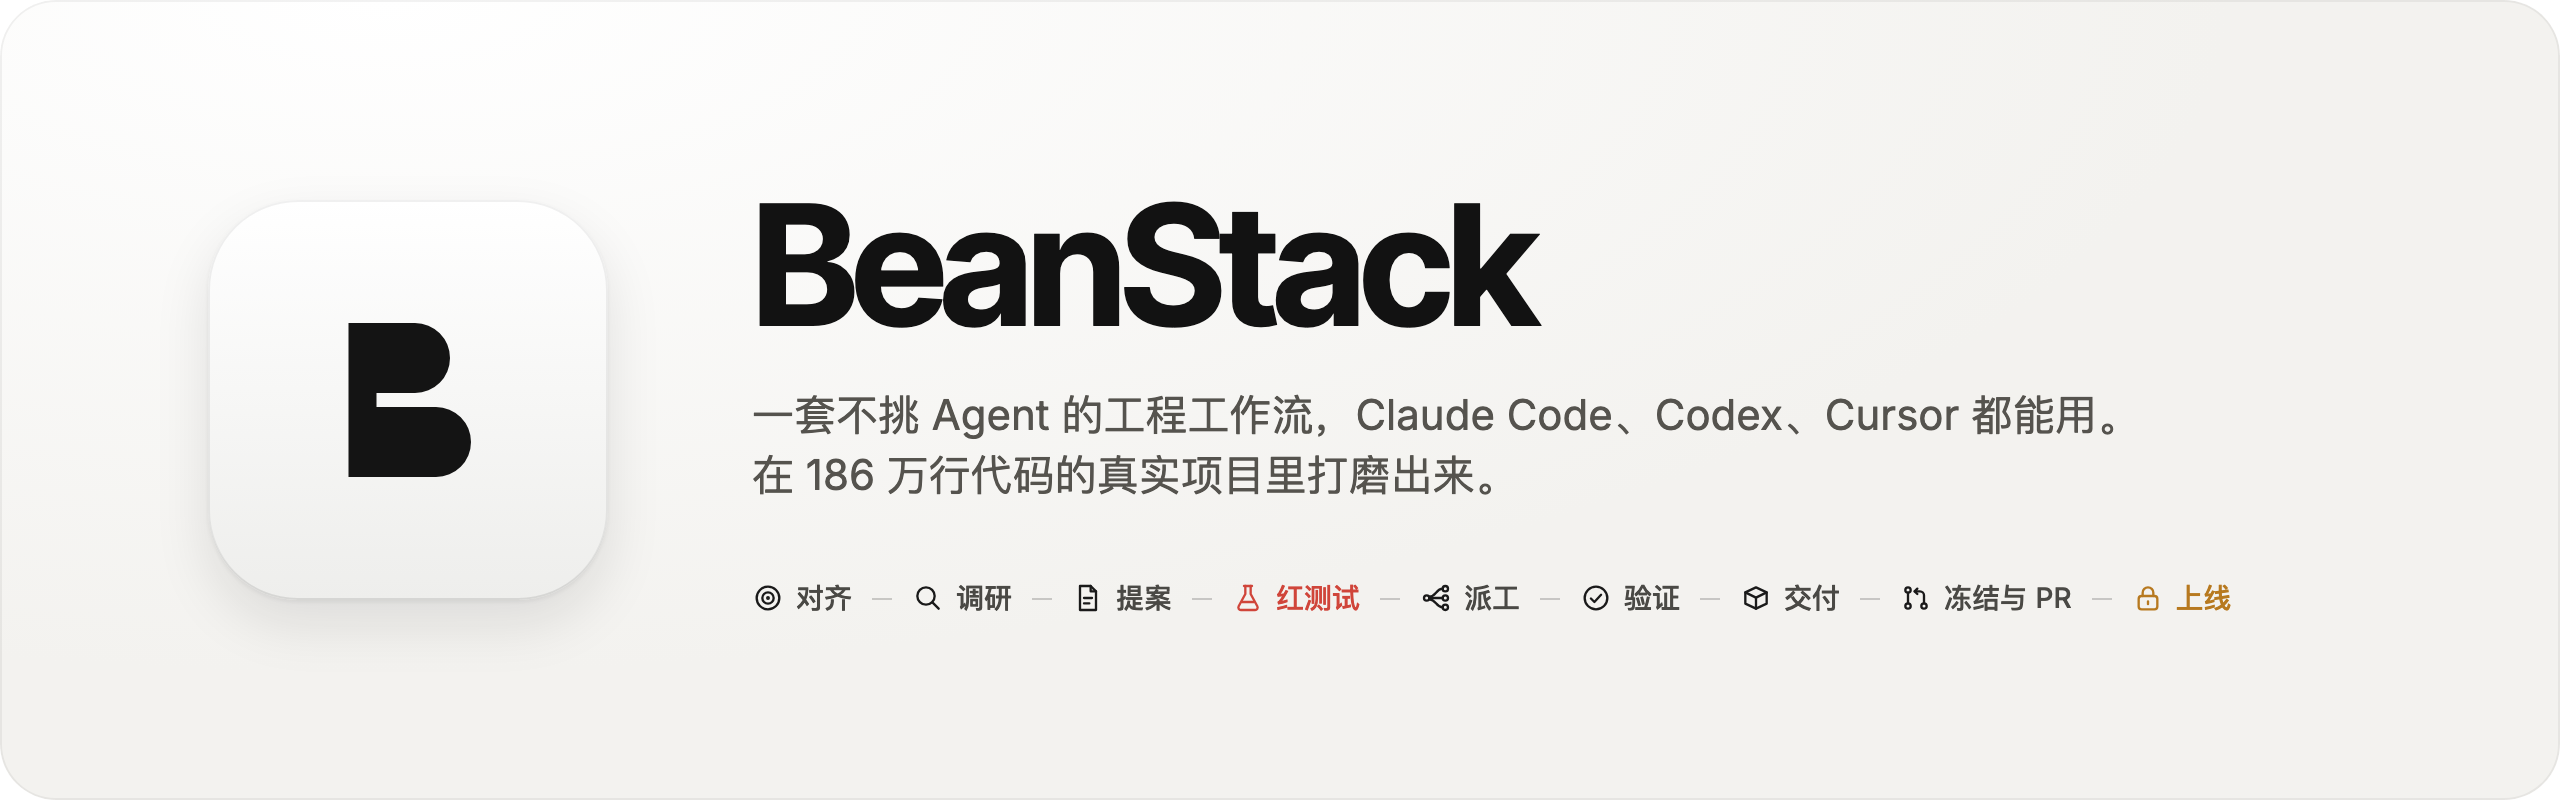 B
BeanStack
一套不挑 Agent 的工程工作流，Claude Code、Codex、Cursor 都能用。
在 186 万行代码的真实项目里打磨出来。
对齐 — 调研 — 提案 — 红测试 — 派工 — 验证 — 交付 — 冻结与 PR — 上线